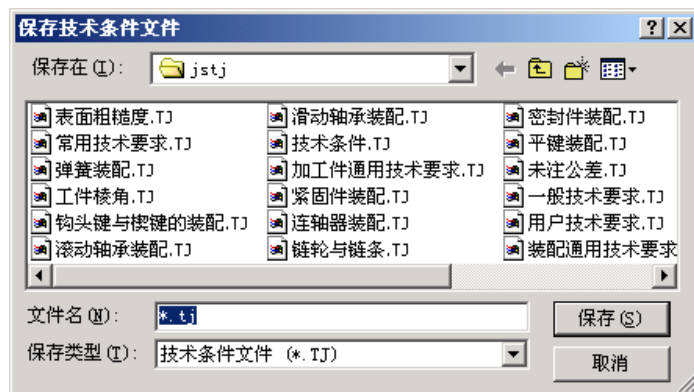 保存技术条件文件
保存在(I): jstj
表面粗糙度.TJ 滑动轴承装配.TJ 密封件装配.TJ
常用技术要求.TJ 技术条件.TJ 平键装配.TJ
弹簧装配.TJ 加工件通用技术要求.TJ 未注公差.TJ
工件棱角.TJ 紧固件装配.TJ 一般技术要求.TJ
钩头键与楔键的装配.TJ 连轴器装配.TJ 用户技术要求.TJ
滚动轴承装配.TJ 链轮与链条.TJ 装配通用技术要求
文件名(N): *.tj 保存(S)
保存类型(T): 技术条件文件 (*.TJ) 取消